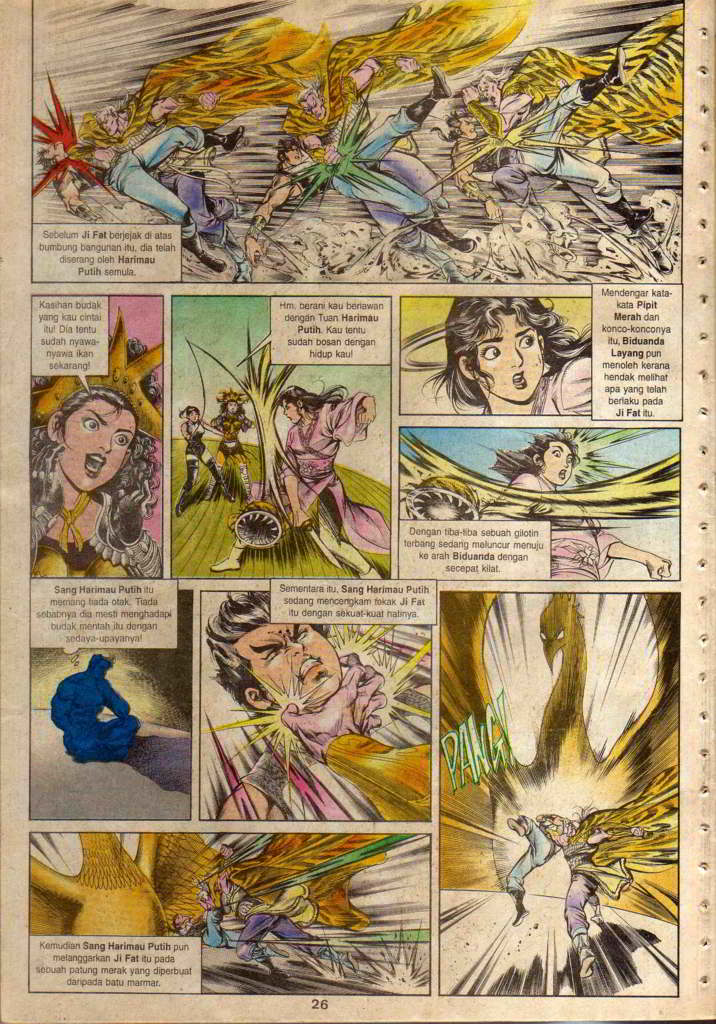 Sebelum Ji Fat berjejak di atas
bumbung bangunan itu, dia telah
diserang oleh Harimau
Putih semula.
Kasihan budak
yang kau cintai
itu! Dia tentu
sudah nyawa-
nyawa ikan
sekarang!
Hm, berani kau berlawan
dengan Tuan Harimau
Putih. Kau tentu
sudah bosan dengan
hidup kau!
Mendengar kata-
kata Pipit
Merah dan
konco-konconya
itu, Biduanda
Layang pun
menoleh kerana
hendak melihat
apa yang telah
berlaku pada
Ji Fat itu.
Dengan tiba-tiba sebuah gilotin
terbang sedang meluncur menuju
ke arah Biduanda dengan
secepat kilat.
Sang Harimau Putih itu
memang tiada otak. Tiada
sebabnya dia mesti menghadapi
budak mentah itu dengan
sedaya-upayanya!
Sementara itu, Sang Harimau Putih
sedang mencengkam tekak Ji Fat
itu dengan sekuat-kuat hatinya.
PANG!
Kemudian Sang Harimau Putih pun
melanggarkan Ji Fat itu pada
sebuah patung merak yang diperbuat
daripada batu marmar.
26